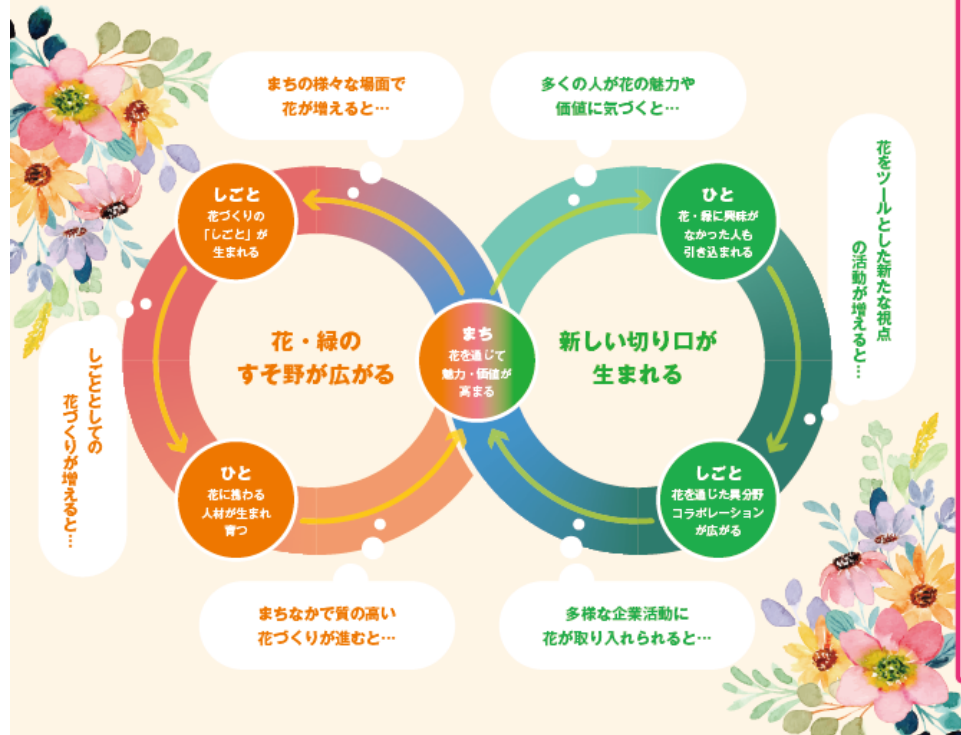 まちの様々な場面で
花が増えると…
多くの人が花の魅力や
価値に気づくと…
しごと
花づくりの
「しごと」が
生まれる
ひと
花・緑に興味が
なかった人も
引き込まれる
花をツールとした新たな視点
の活動が増えると…
花・緑の
すそ野が広がる
まち
花を通じて
魅力・価値が
高まる
新しい切り口が
生まれる
しごととしての
花づくりが増えると…
ひと
花に携わる
人材が生まれ
育つ
しごと
花を通じた異分野
コラボレーション
が広がる
まちなかで質の高い
花づくりが進むと…
多様な企業活動に
花が取り入れられると…